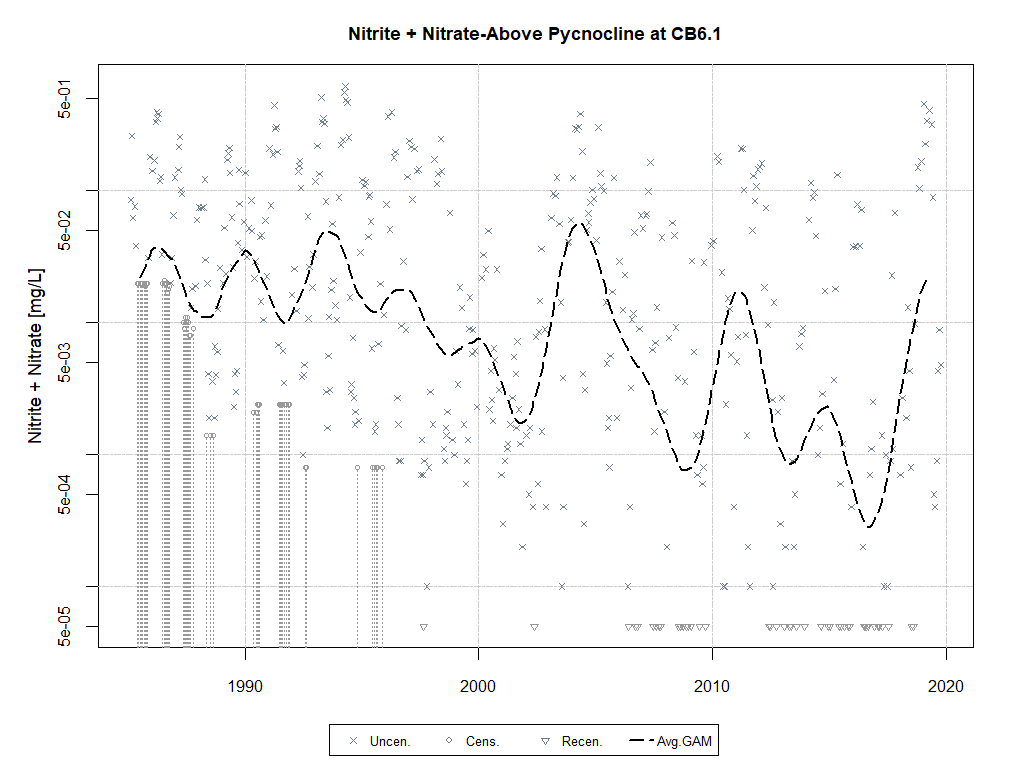 Nitrite + Nitrate-Above Pycnocline at CB6.1
Nitrite + Nitrate [mg/L]
5e-01
5e-02
5e-03
5e-04
5e-05
1990
2000
2010
2020
Uncen.
Cens.
Recen.
Avg.GAM